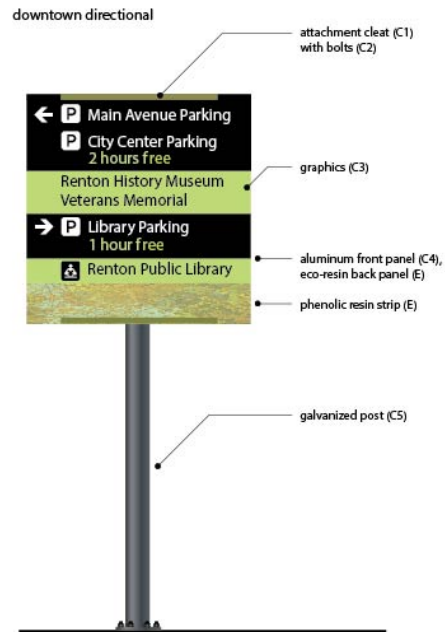 downtown directional
attachment cleat (C1)
with bolts (C2)
P Main Avenue Parking
P City Center Parking
2 hours free
Renton History Museum
Veterans Memorial
P Library Parking
1 hour free
Renton Public Library
graphics (C3)
aluminum front panel (C4),
eco-resin back panel (E)
phenolic resin strip (E)
galvanized post (C5)